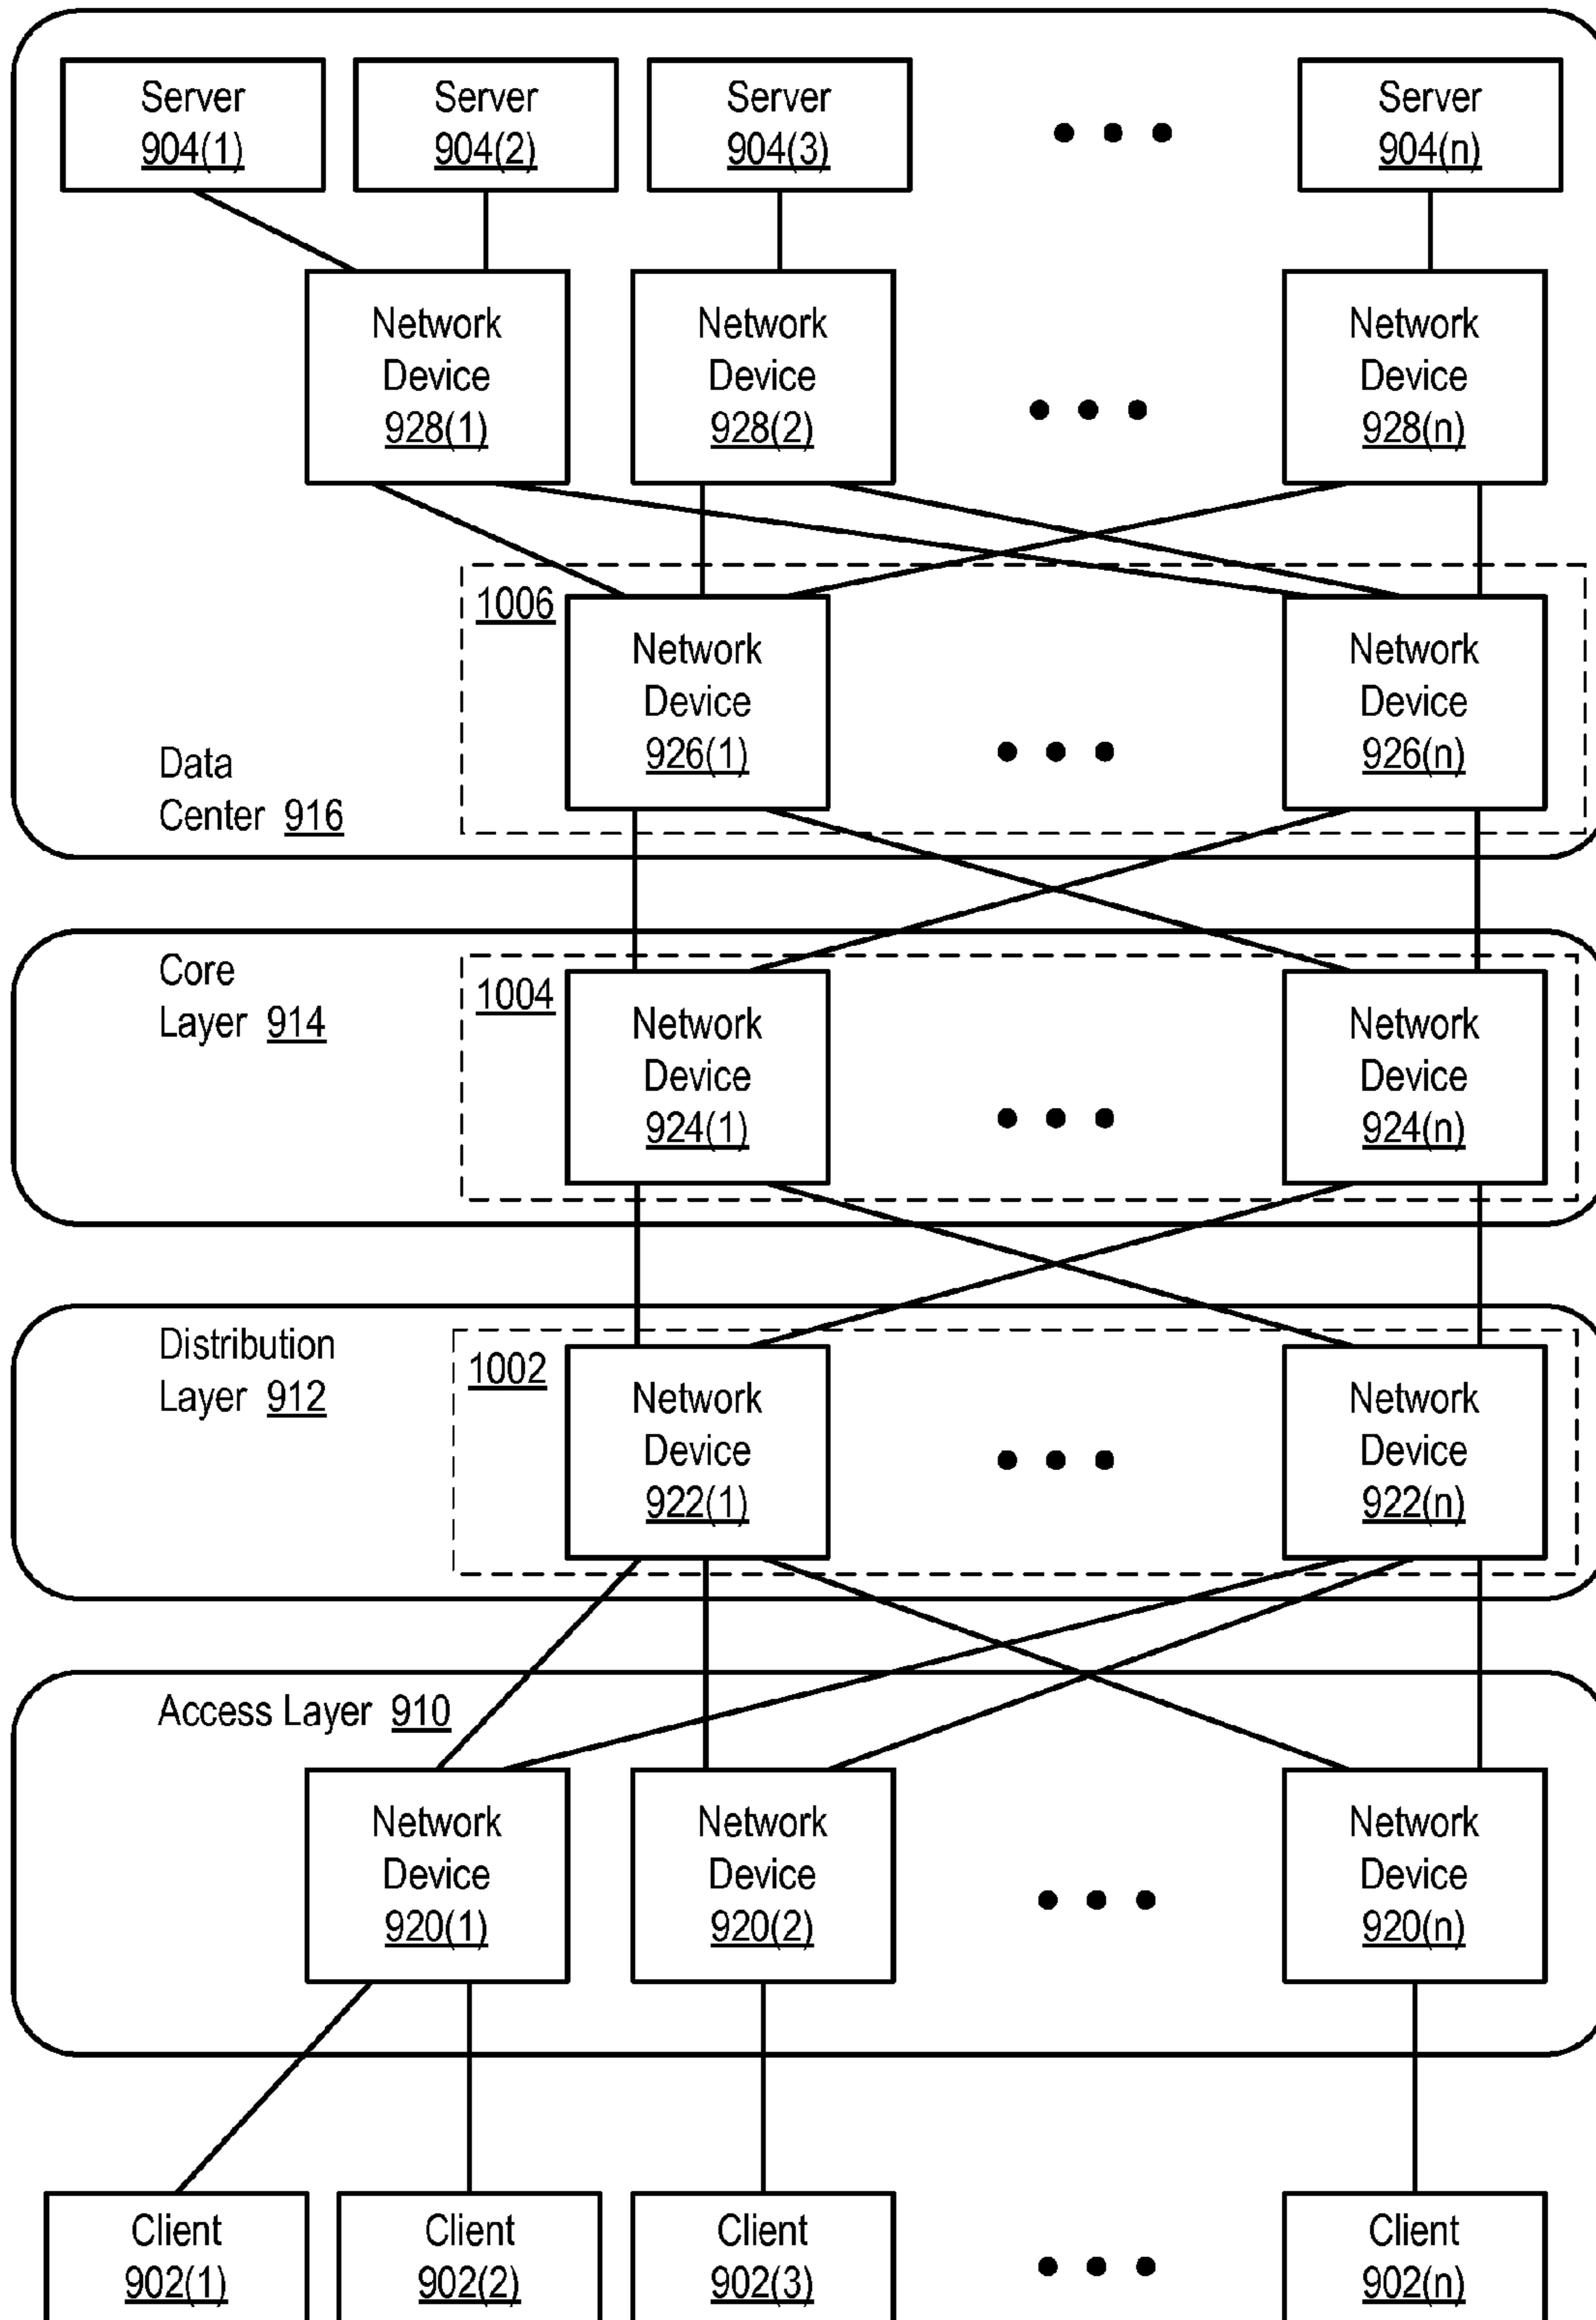 Server
904(1)
Server
904(2)
Server
904(3)
Server
904(n)
Network
Device
928(1)
Network
Device
928(2)
Network
Device
928(n)
1006
Network
Device
926(1)
Network
Device
926(n)
Data
Center 916
Core
Layer 914
1004
Network
Device
924(1)
Network
Device
924(n)
Distribution
Layer 912
1002
Network
Device
922(1)
Network
Device
922(n)
Access Layer 910
Network
Device
920(1)
Network
Device
920(2)
Network
Device
920(n)
Client
902(1)
Client
902(2)
Client
902(3)
Client
902(n)